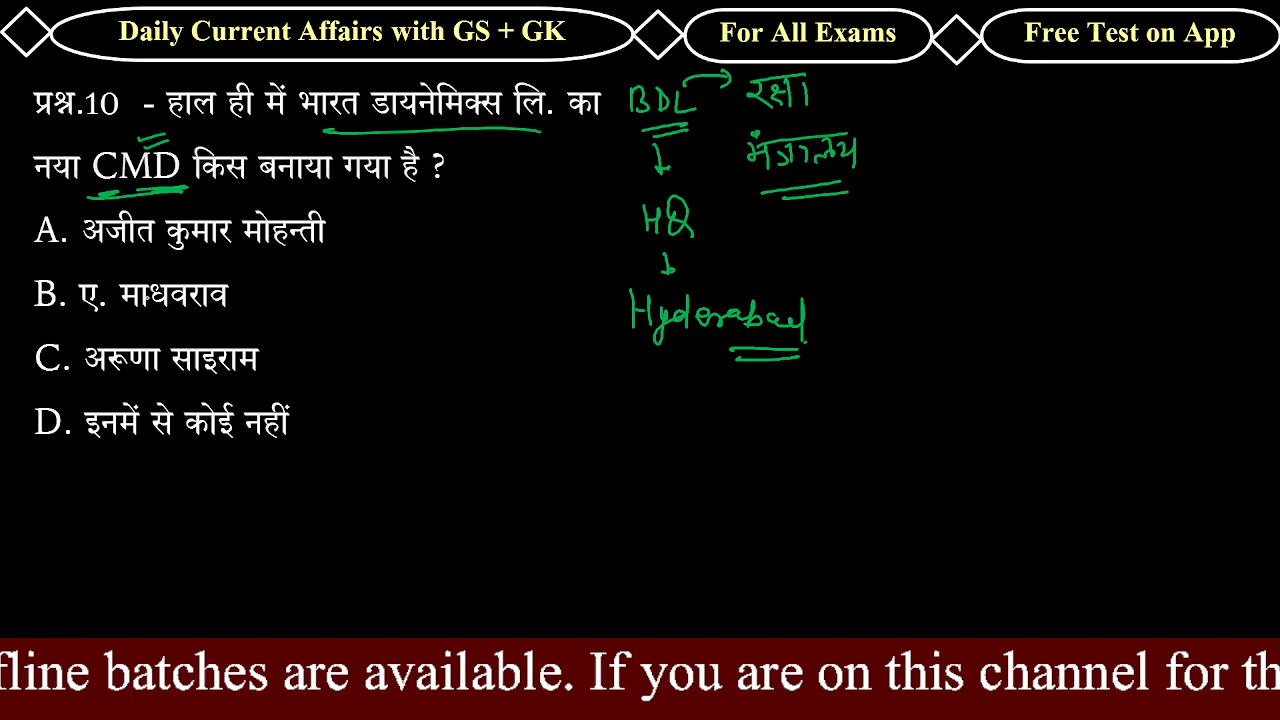 Daily Current Affairs with GS + GK
For All Exams
Free Test on App
प्रश्न.10 - हाल ही में भारत डायनेमिक्स लि. का
नया CMD किस बनाया गया है ?
A. अजीत कुमार मोहन्ती
B. ए. माधवराव
C. अरूणा साइराम
D. इनमें से कोई नहीं
BDL → रक्षा
मंत्रालय
↓
HQ
↓
Hyderabad
fline batches are available. If you are on this channel for th